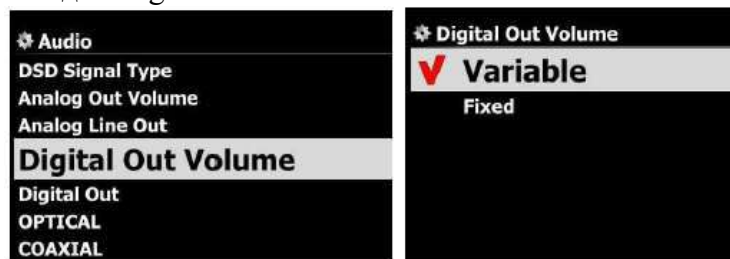 Audio
DSD Signal Type
Analog Out Volume
Analog Line Out
Digital Out Volume
Digital Out
OPTICAL
COAXIAL
Digital Out Volume
Variable
Fixed